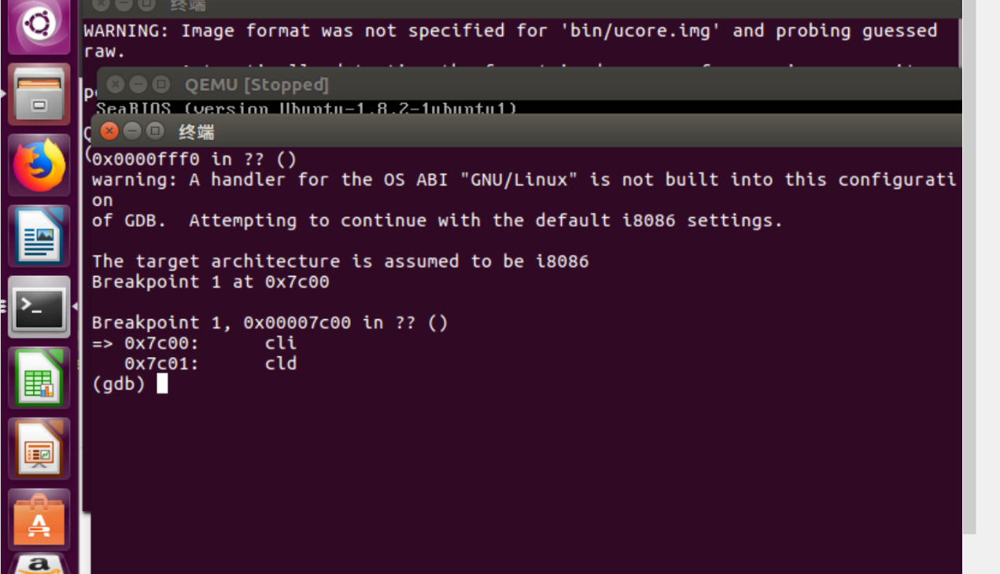 终端
WARNING: Image format was not specified for 'bin/ucore.img' and probing guessed
raw.
QEMU [Stopped]
SeaBIOS (version Ubuntu-1.8.2-1ubuntu1)
终端
0x0000fff0 in ?? ()
warning: A handler for the OS ABI "GNU/Linux" is not built into this configurati
on
of GDB.  Attempting to continue with the default i8086 settings.
The target architecture is assumed to be i8086
Breakpoint 1 at 0x7c00
Breakpoint 1, 0x00007c00 in ?? ()
=> 0x7c00:      cli
   0x7c01:      cld
(gdb)